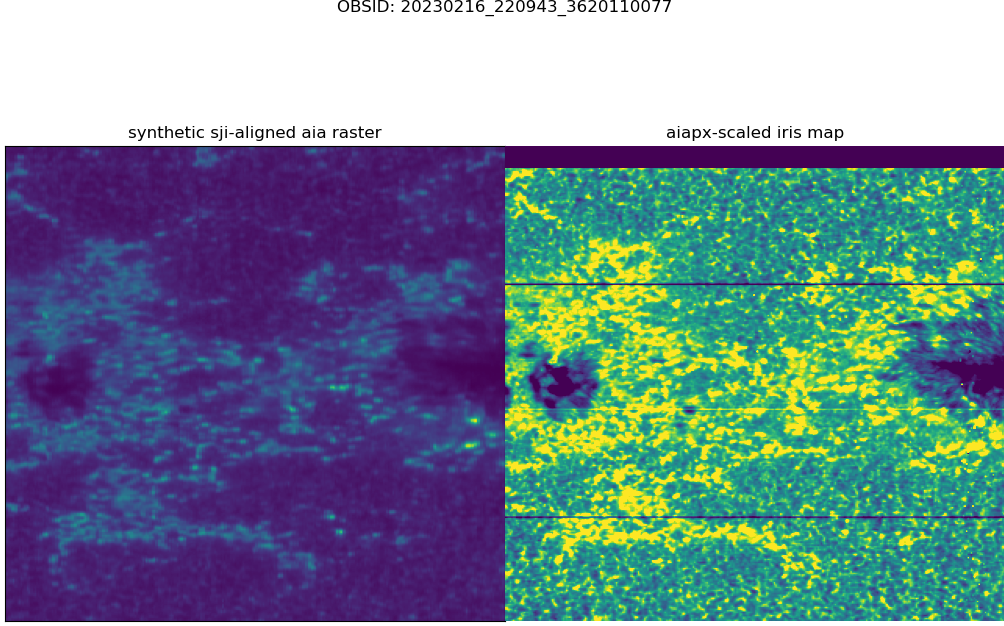 OBSID: 20230216_220943_3620110077
synthetic sji-aligned aia raster
aiapx-scaled iris map